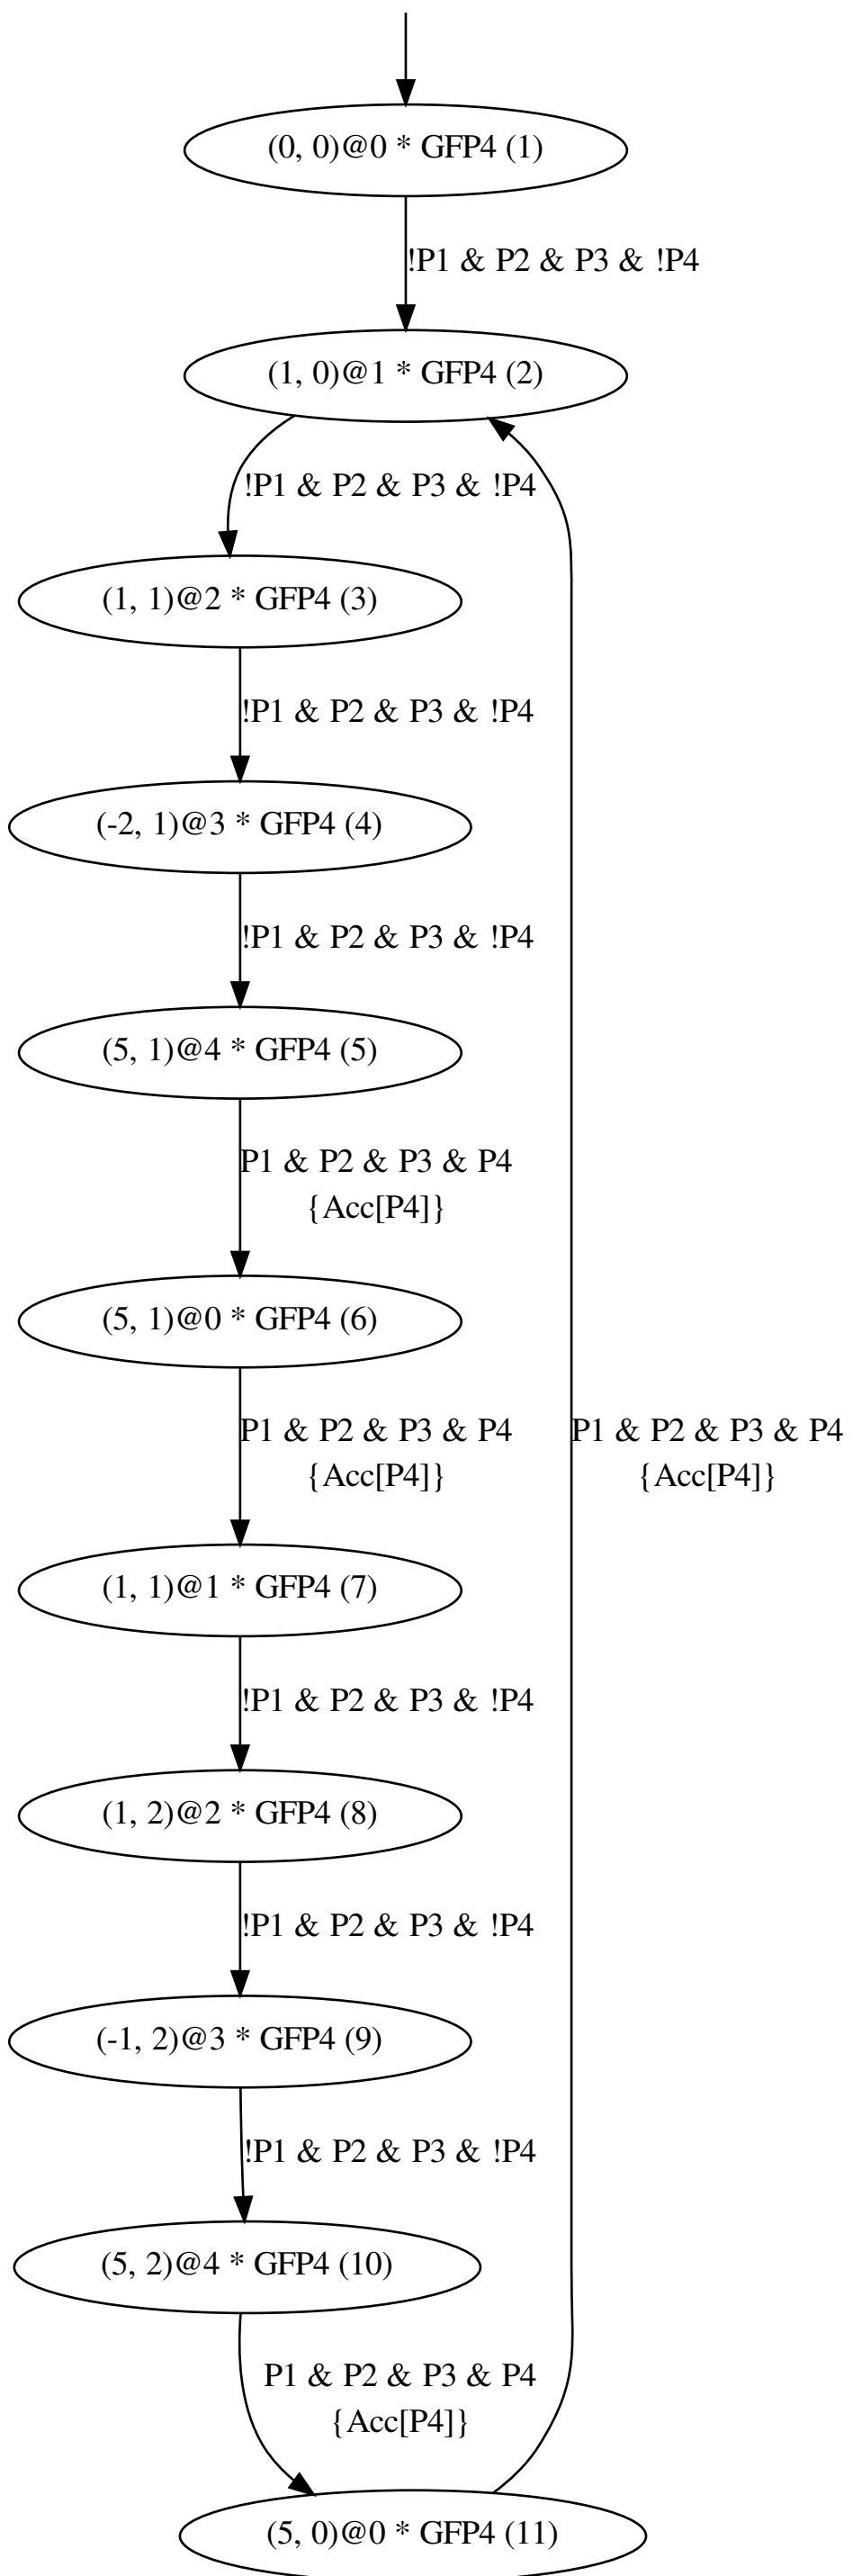 (0, 0)@0 * GFP4 (1)
!P1 & P2 & P3 & !P4
(1, 0)@1 * GFP4 (2)
!P1 & P2 & P3 & !P4
(1, 1)@2 * GFP4 (3)
!P1 & P2 & P3 & !P4
(-2, 1)@3 * GFP4 (4)
!P1 & P2 & P3 & !P4
(5, 1)@4 * GFP4 (5)
P1 & P2 & P3 & P4
{Acc[P4]}
(5, 1)@0 * GFP4 (6)
P1 & P2 & P3 & P4
{Acc[P4]}
P1 & P2 & P3 & P4
{Acc[P4]}
(1, 1)@1 * GFP4 (7)
!P1 & P2 & P3 & !P4
(1, 2)@2 * GFP4 (8)
!P1 & P2 & P3 & !P4
(-1, 2)@3 * GFP4 (9)
!P1 & P2 & P3 & !P4
(5, 2)@4 * GFP4 (10)
P1 & P2 & P3 & P4
{Acc[P4]}
(5, 0)@0 * GFP4 (11)